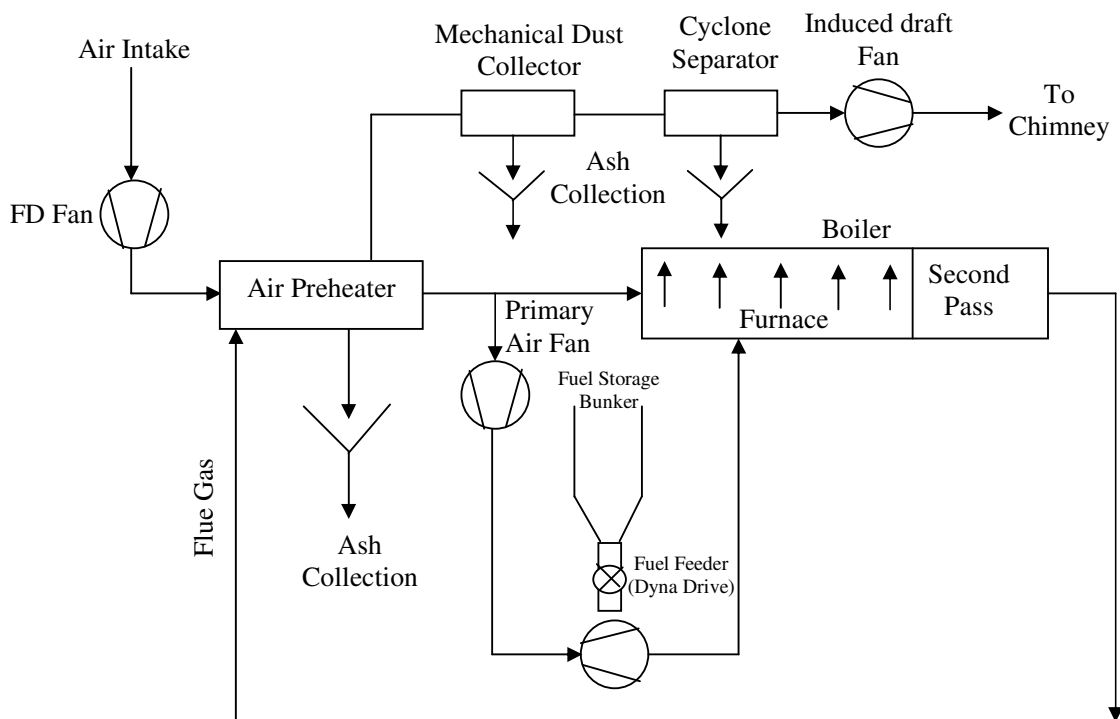 Air Intake
Mechanical Dust
Collector
Cyclone
Separator
Induced draft
Fan
To
Chimney
Ash
Collection
FD Fan
Boiler
Air Preheater
Second
Pass
Primary
Air Fan
Furnace
Fuel Storage
Bunker
Flue Gas
Ash
Collection
Fuel Feeder
(Dyna Drive)